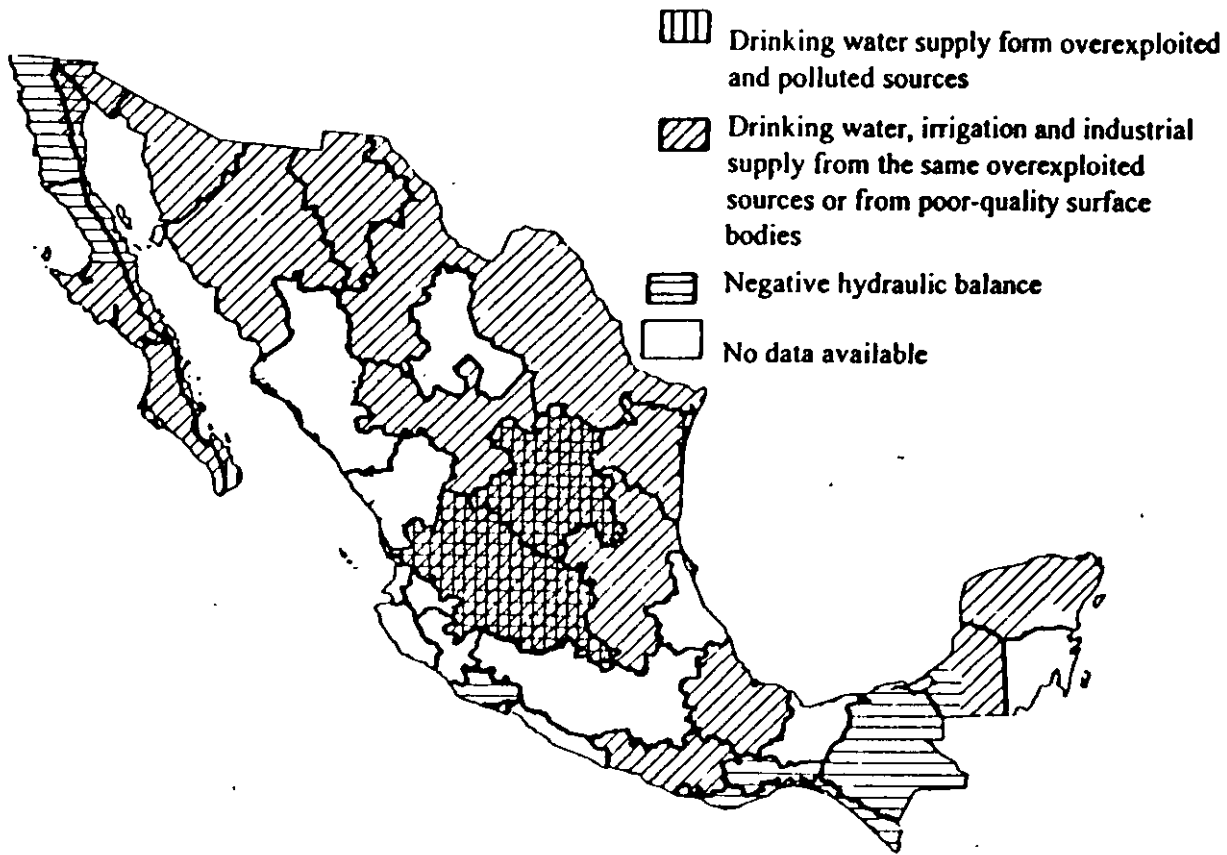 Drinking water supply form overexploited
and polluted sources
Drinking water, irrigation and industrial
supply from the same overexploited
sources or from poor-quality surface
bodies
Negative hydraulic balance
No data available